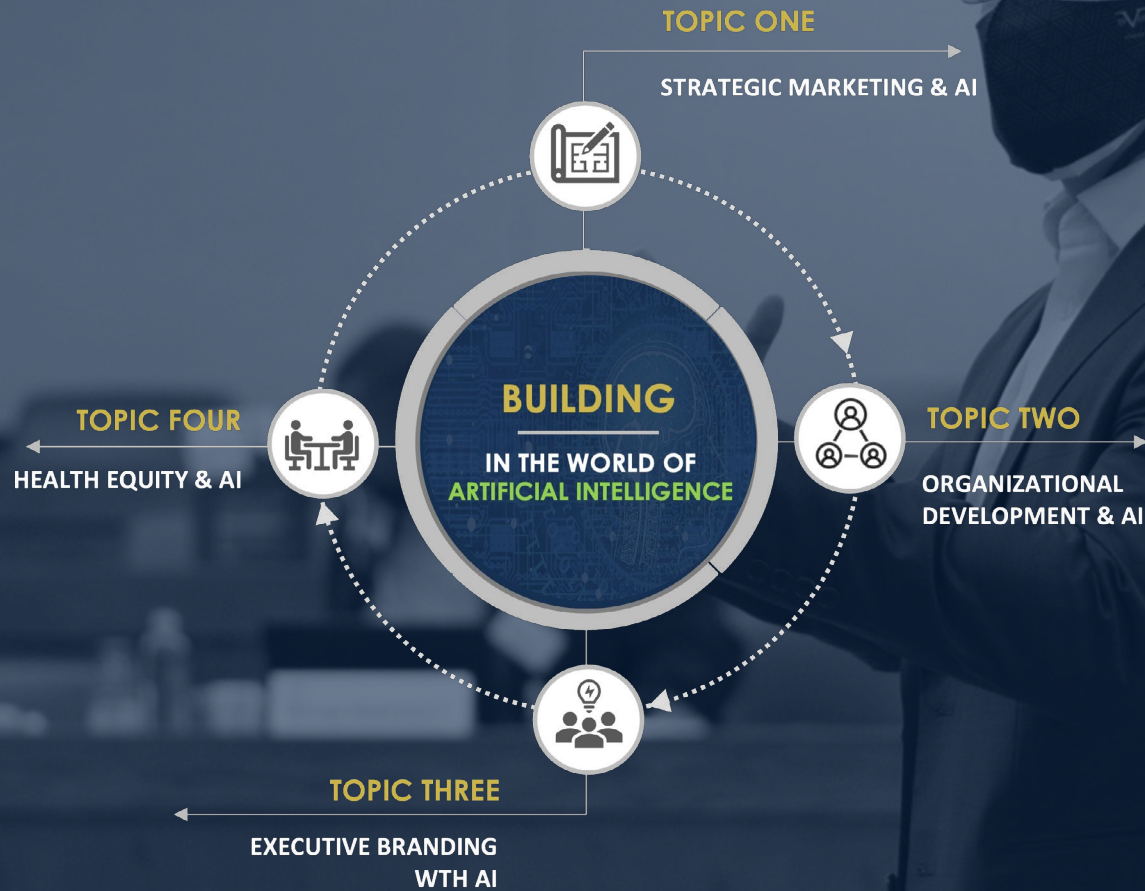 TOPIC ONE
STRATEGIC MARKETING & AI
BUILDING
IN THE WORLD OF
ARTIFICIAL INTELLIGENCE
TOPIC TWO
ORGANIZATIONAL
DEVELOPMENT & AI
TOPIC THREE
EXECUTIVE BRANDING
WTH AI
TOPIC FOUR
HEALTH EQUITY & AI